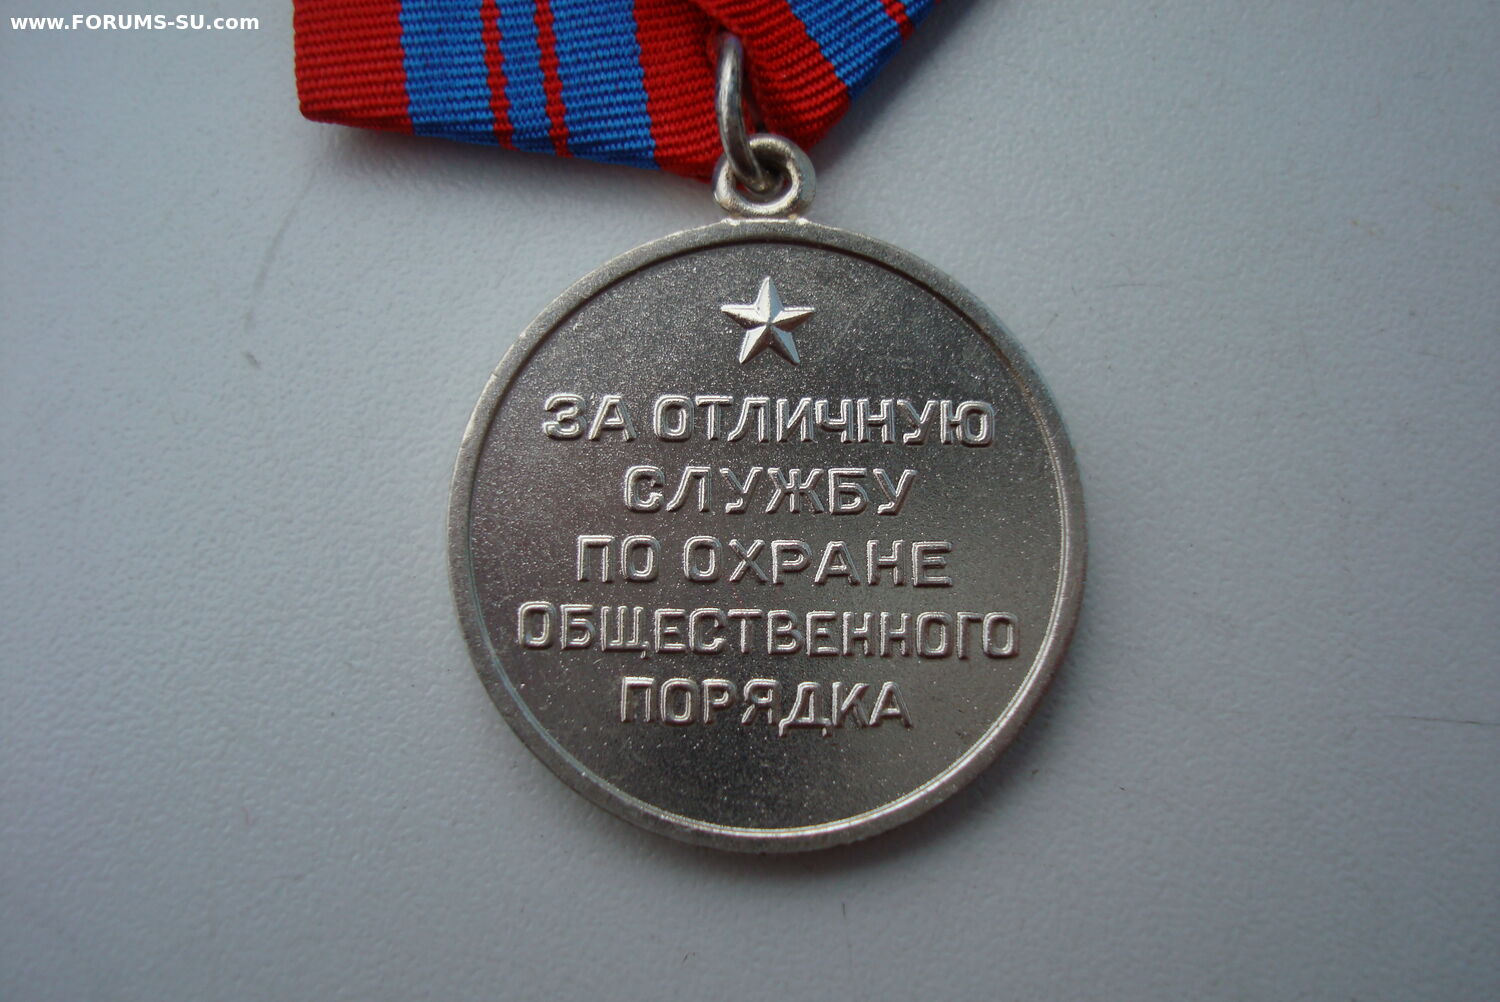 www.FORUMS-SU.com
ЗА ОТЛИЧНУЮ
СЛУЖБУ
ПО ОХРАНЕ
ОБЩЕСТВЕННОГО
ПОРЯДКА